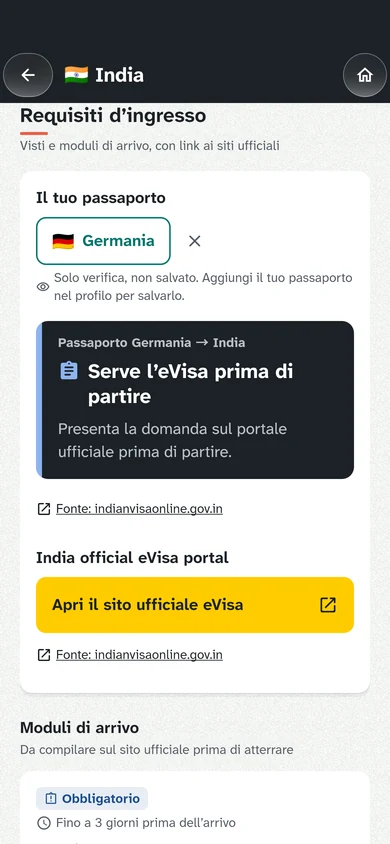 India
Requisiti d’ingresso
Visti e moduli di arrivo, con link ai siti ufficiali
Il tuo passaporto
Germania
Solo verifica, non salvato. Aggiungi il tuo passaporto
nel profilo per salvarlo.
Passaporto Germania → India
Serve l’eVisa prima di
partire
Presenta la domanda sul portale
ufficiale prima di partire.
Fonte: indianvisaonline.gov.in
India official eVisa portal
Apri il sito ufficiale eVisa
Fonte: indianvisaonline.gov.in
Moduli di arrivo
Da compilare sul sito ufficiale prima di atterrare
Obbligatorio
Fino a 3 giorni prima dell’arrivo